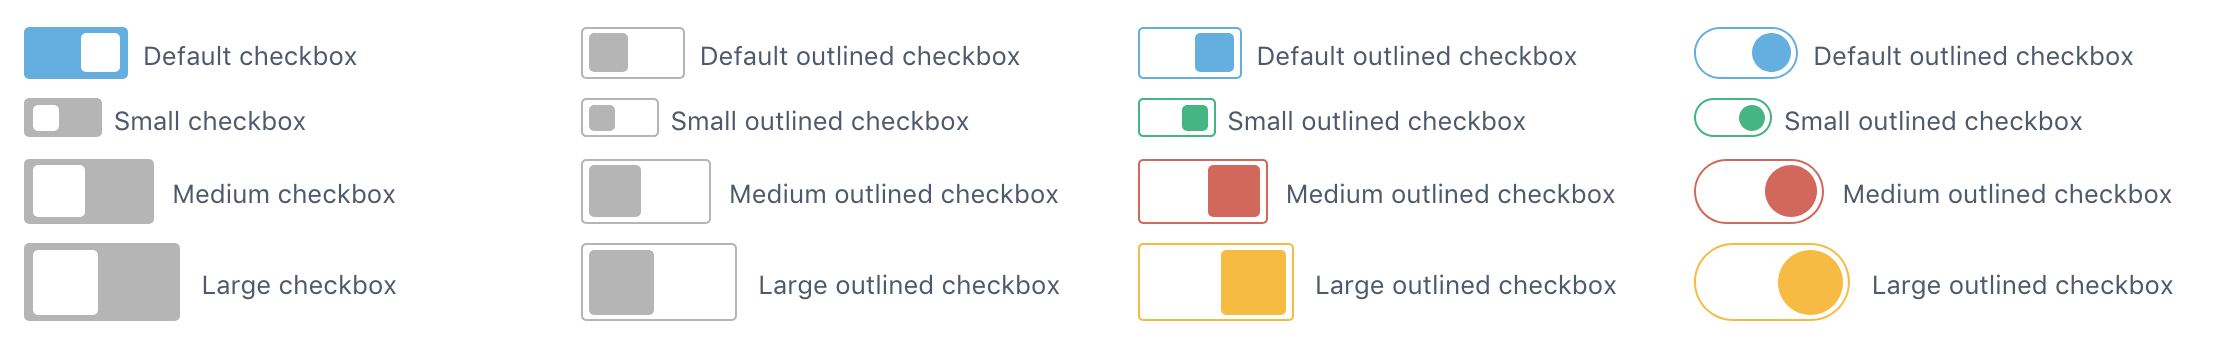 Default checkbox
Default outlined checkbox
Default outlined checkbox
Default outlined checkbox
Small checkbox
Small outlined checkbox
Small outlined checkbox
Small outlined checkbox
Medium checkbox
Medium outlined checkbox
Medium outlined checkbox
Medium outlined checkbox
Large checkbox
Large outlined checkbox
Large outlined checkbox
Large outlined checkbox